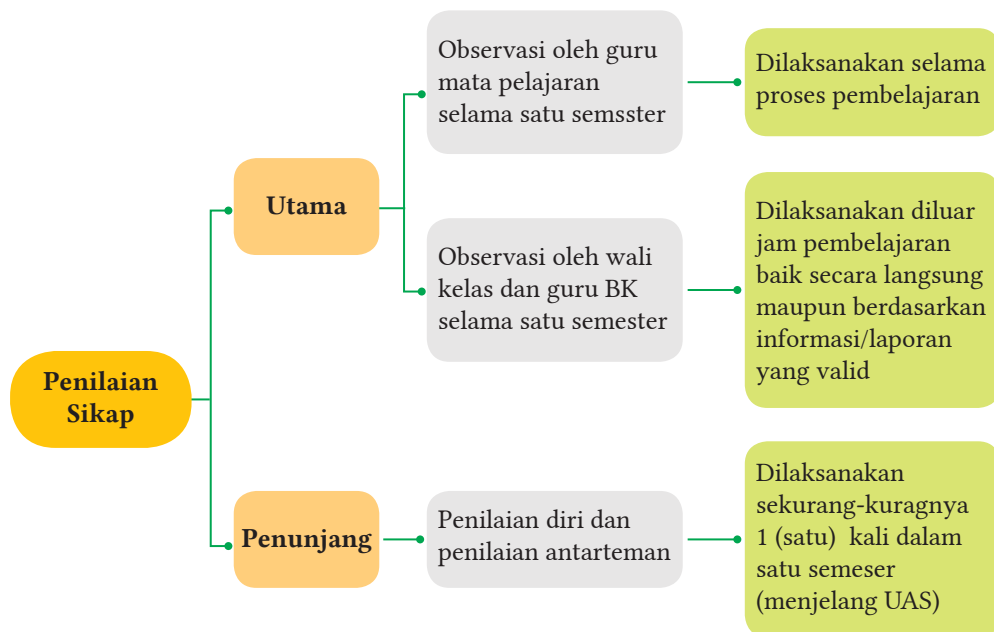 Penilaian
Sikap
Utama
Observasi oleh guru
mata pelajaran
selama satu semsster
Dilaksanakan selama
proses pembelajaran
Observasi oleh wali
kelas dan guru BK
selama satu semester
Dilaksanakan diluar
jam pembelajaran
baik secara langsung
maupun berdasarkan
informasi/laporan
yang valid
Penunjang
Penilaian diri dan
penilaian antarteman
Dilaksanakan
sekurang-kuragnya
1 (satu) kali dalam
satu semeser
(menjelang UAS)